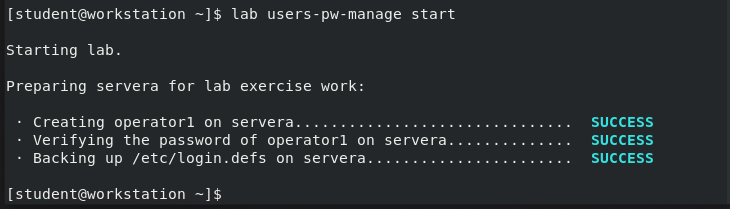 [student@workstation ~]$ lab users-pw-manage start
Starting lab.
Preparing servera for lab exercise work:
· Creating operator1 on servera............................... SUCCESS
· Verifying the password of operator1 on servera.............. SUCCESS
· Backing up /etc/login.defs on servera....................... SUCCESS
[student@workstation ~]$